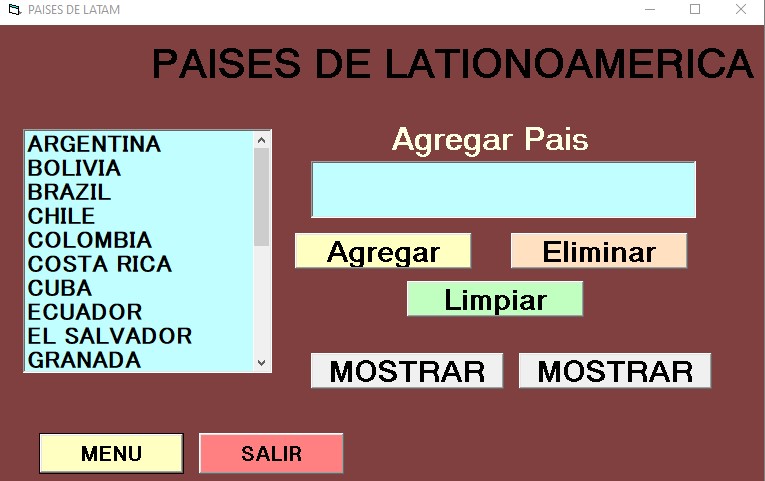 PAISES DE LATAM
PAISES DE LATIONOAMERICA
Agregar Pais
ARGENTINA
BOLIVIA
BRAZIL
CHILE
COLOMBIA
COSTA RICA
CUBA
ECUADOR
EL SALVADOR
GRANADA
Agregar
Eliminar
Limpiar
MOSTRAR
MOSTRAR
MENU
SALIR